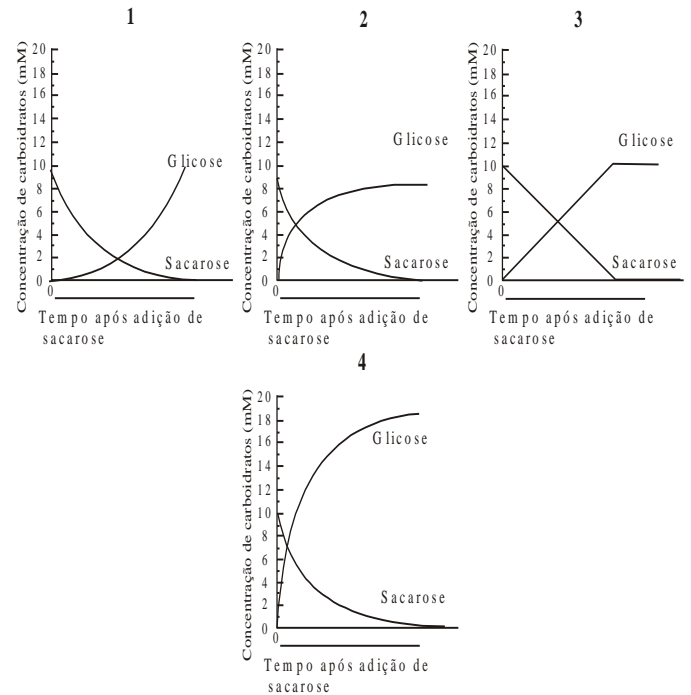 1
Concentração de carboidratos (mM)
20
18
16
14
12
10
8
6
4
2
0
Glicose
Sacarose
0
Tempo após adição de
sacarose
2
Concentração de carboidratos (mM)
20
18
16
14
12
10
8
6
4
2
0
Glicose
Sacarose
0
Tempo após adição de
sacarose
3
Concentração de carboidratos (mM)
20
18
16
14
12
10
8
6
4
2
0
Glicose
Sacarose
0
Tempo após adição de
sacarose
4
Concentração de carboidratos (mM)
20
18
16
14
12
10
8
6
4
2
0
Glicose
Sacarose
0
Tempo após adição de
sacarose